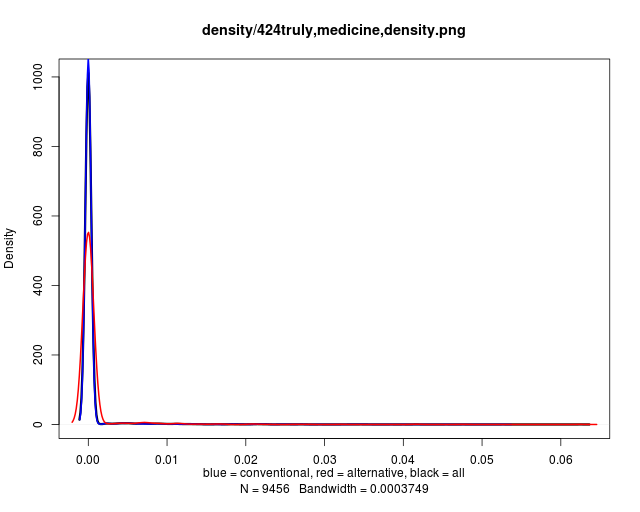 density/424truly,medicine,density.png
Density
1000
800
600
400
200
0
0.00 0.01 0.02 0.03 0.04 0.05 0.06
blue = conventional, red = alternative, black = all
N = 9456 Bandwidth = 0.0003749